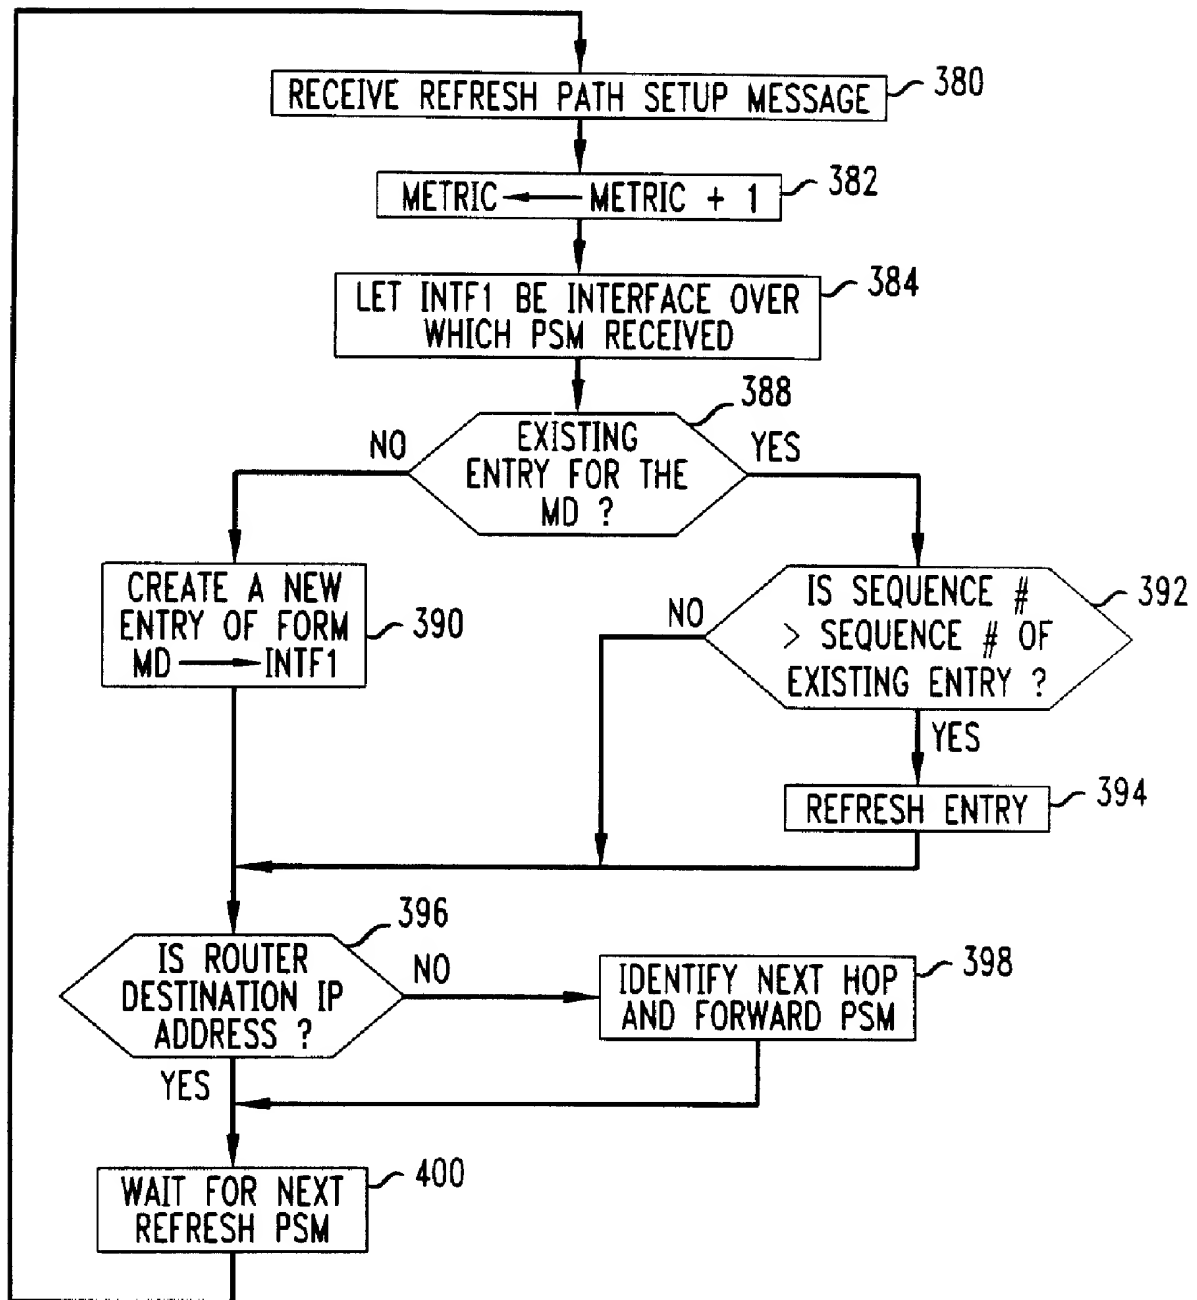 RECEIVE REFRESH PATH SETUP MESSAGE
380
METRIC ← METRIC + 1
382
LET INTF1 BE INTERFACE OVER
WHICH PSM RECEIVED
384
388
EXISTING
ENTRY FOR THE
MD ?
NO
YES
CREATE A NEW
ENTRY OF FORM
MD → INTF1
390
IS SEQUENCE #
> SEQUENCE # OF
EXISTING ENTRY ?
392
NO
YES
REFRESH ENTRY
394
396
IS ROUTER
DESTINATION IP
ADDRESS ?
NO
IDENTIFY NEXT HOP
AND FORWARD PSM
398
YES
WAIT FOR NEXT
REFRESH PSM
400